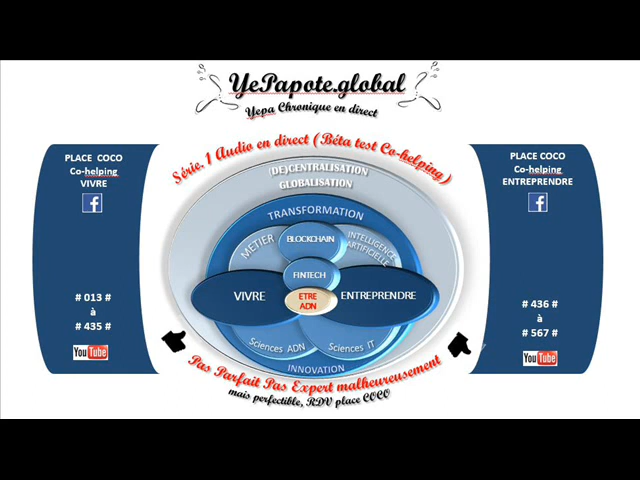 YePapote.global
Yepa Chronique en direct
Série, 1 Audio en direct (Béta test Co-helping)
PLACE COCO
Co-helping
VIVRE
# 013 #
à
# 435 #
YouTube
(DE)CENTRALISATION
GLOBALISATION
TRANSFORMATION
METIER
BLOCKCHAIN
INTELLIGENCE
ARTIFICIELLE
FINTECH
VIVRE
ETRE
ADN
ENTREPRENDRE
Sciences ADN
Sciences IT
INNOVATION
PLACE COCO
Co-helping
ENTREPRENDRE
# 436 #
à
# 567 #
YouTube
Pas Parfait Pas Expert malheureusement
mais perfectible, RDV place COCO